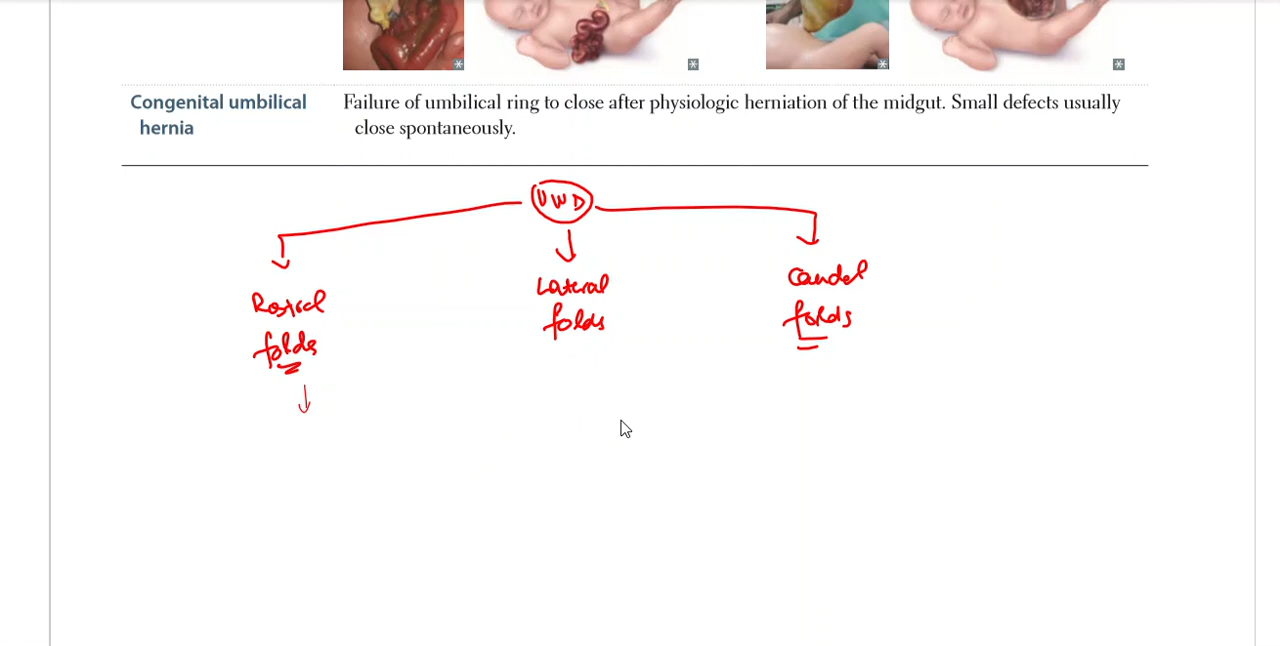 Congenital umbilical
hernia
Failure of umbilical ring to close after physiologic herniation of the midgut. Small defects usually
close spontaneously.
UWD
Rostral
folds
Lateral
folds
Caudal
folds